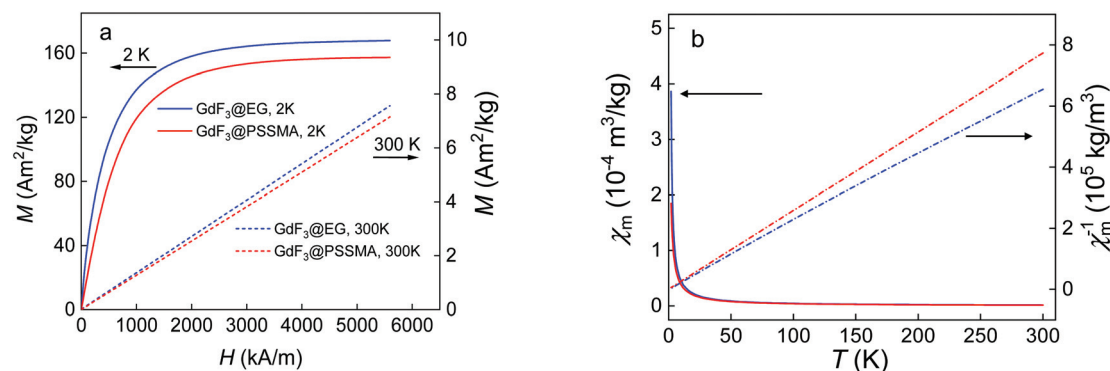 a
2 K
GdF₃@EG, 2K
GdF₃@PSSMA, 2K
300 K
GdF₃@EG, 300K
GdF₃@PSSMA, 300K
M (Am²/kg)
160
120
80
40
0
0 1000 2000 3000 4000 5000 6000
H (kA/m)
10
8
6
4
2
0
M (Am²/kg)
b
χₘ (10⁻⁴ m³/kg)
5
4
3
2
1
0
0 50 100 150 200 250 300
T (K)
8
6
4
2
0
χₘ⁻¹ (10⁵ kg/m³)